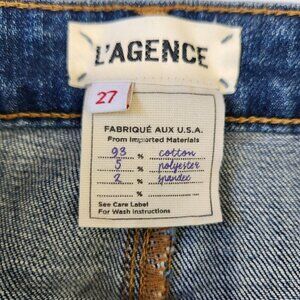 L'AGENCE
27
FABRIQUÉ AUX U.S.A.
From Imported Materials
93 % cotton
5 % polyester
2 % spandex
%
See Care Label
For Wash Instructions